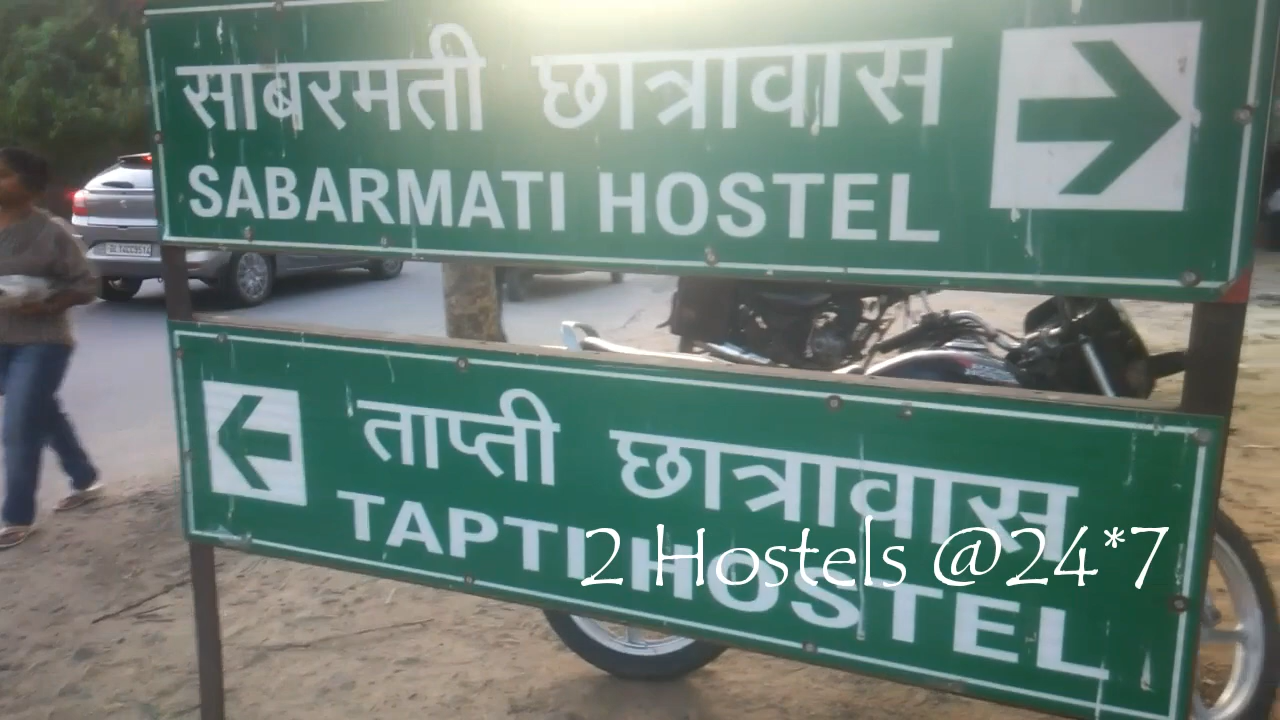 साबरमती छात्रावास
SABARMATI HOSTEL
ताप्ती छात्रावास
TAPTI HOSTEL
2 Hostels @24*7